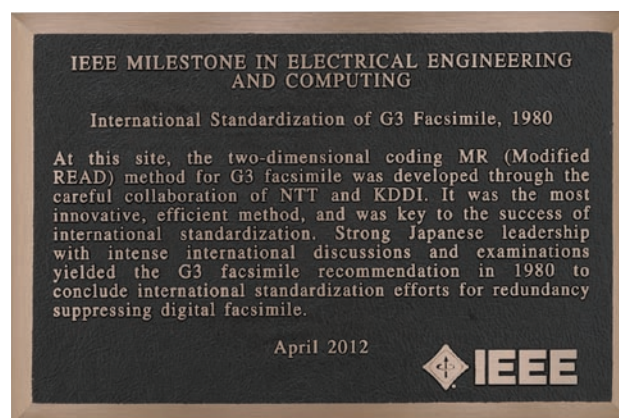 IEEE MILESTONE IN ELECTRICAL ENGINEERING
AND COMPUTING
International Standardization of G3 Facsimile, 1980
At this site, the two-dimensional coding MR (Modified
READ) method for G3 facsimile was developed through the
careful collaboration of NTT and KDDI. It was the most
innovative, efficient method, and was key to the success of
international standardization. Strong Japanese leadership
with intense international discussions and examinations
yielded the G3 facsimile recommendation in 1980 to
conclude international standardization efforts for redundancy
suppressing digital facsimile.
April 2012
IEEE